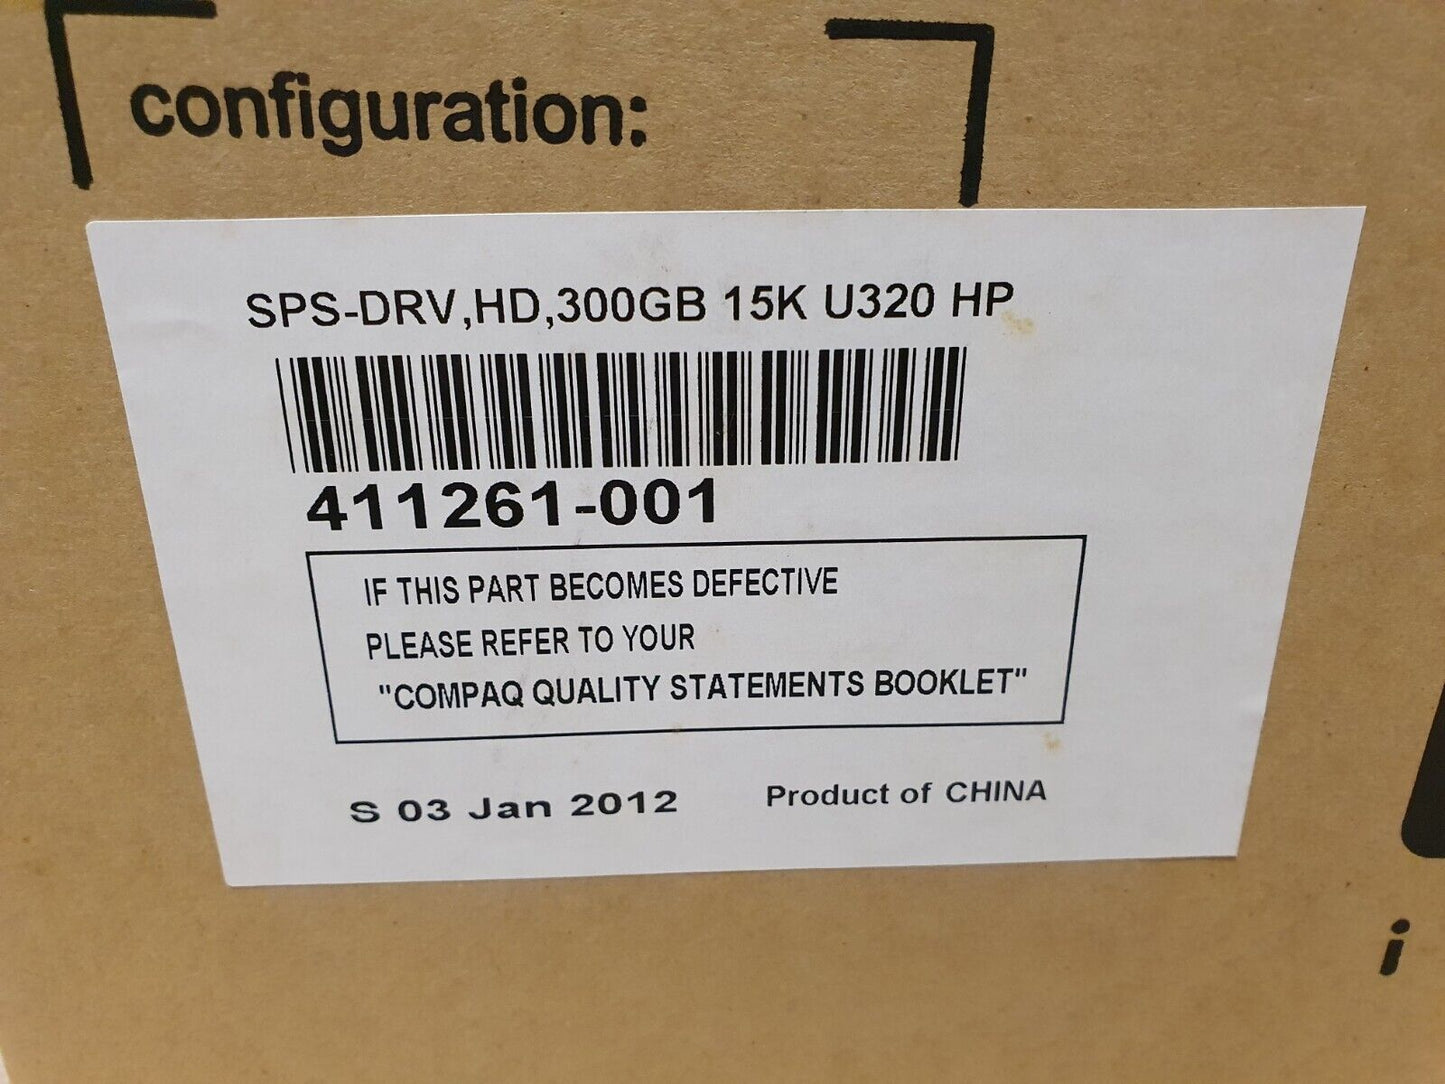 configuration:
SPS-DRV,HD,300GB 15K U320 HP
411261-001
IF THIS PART BECOMES DEFECTIVE
PLEASE REFER TO YOUR
"COMPAQ QUALITY STATEMENTS BOOKLET"
S 03 Jan 2012 Product of CHINA
i